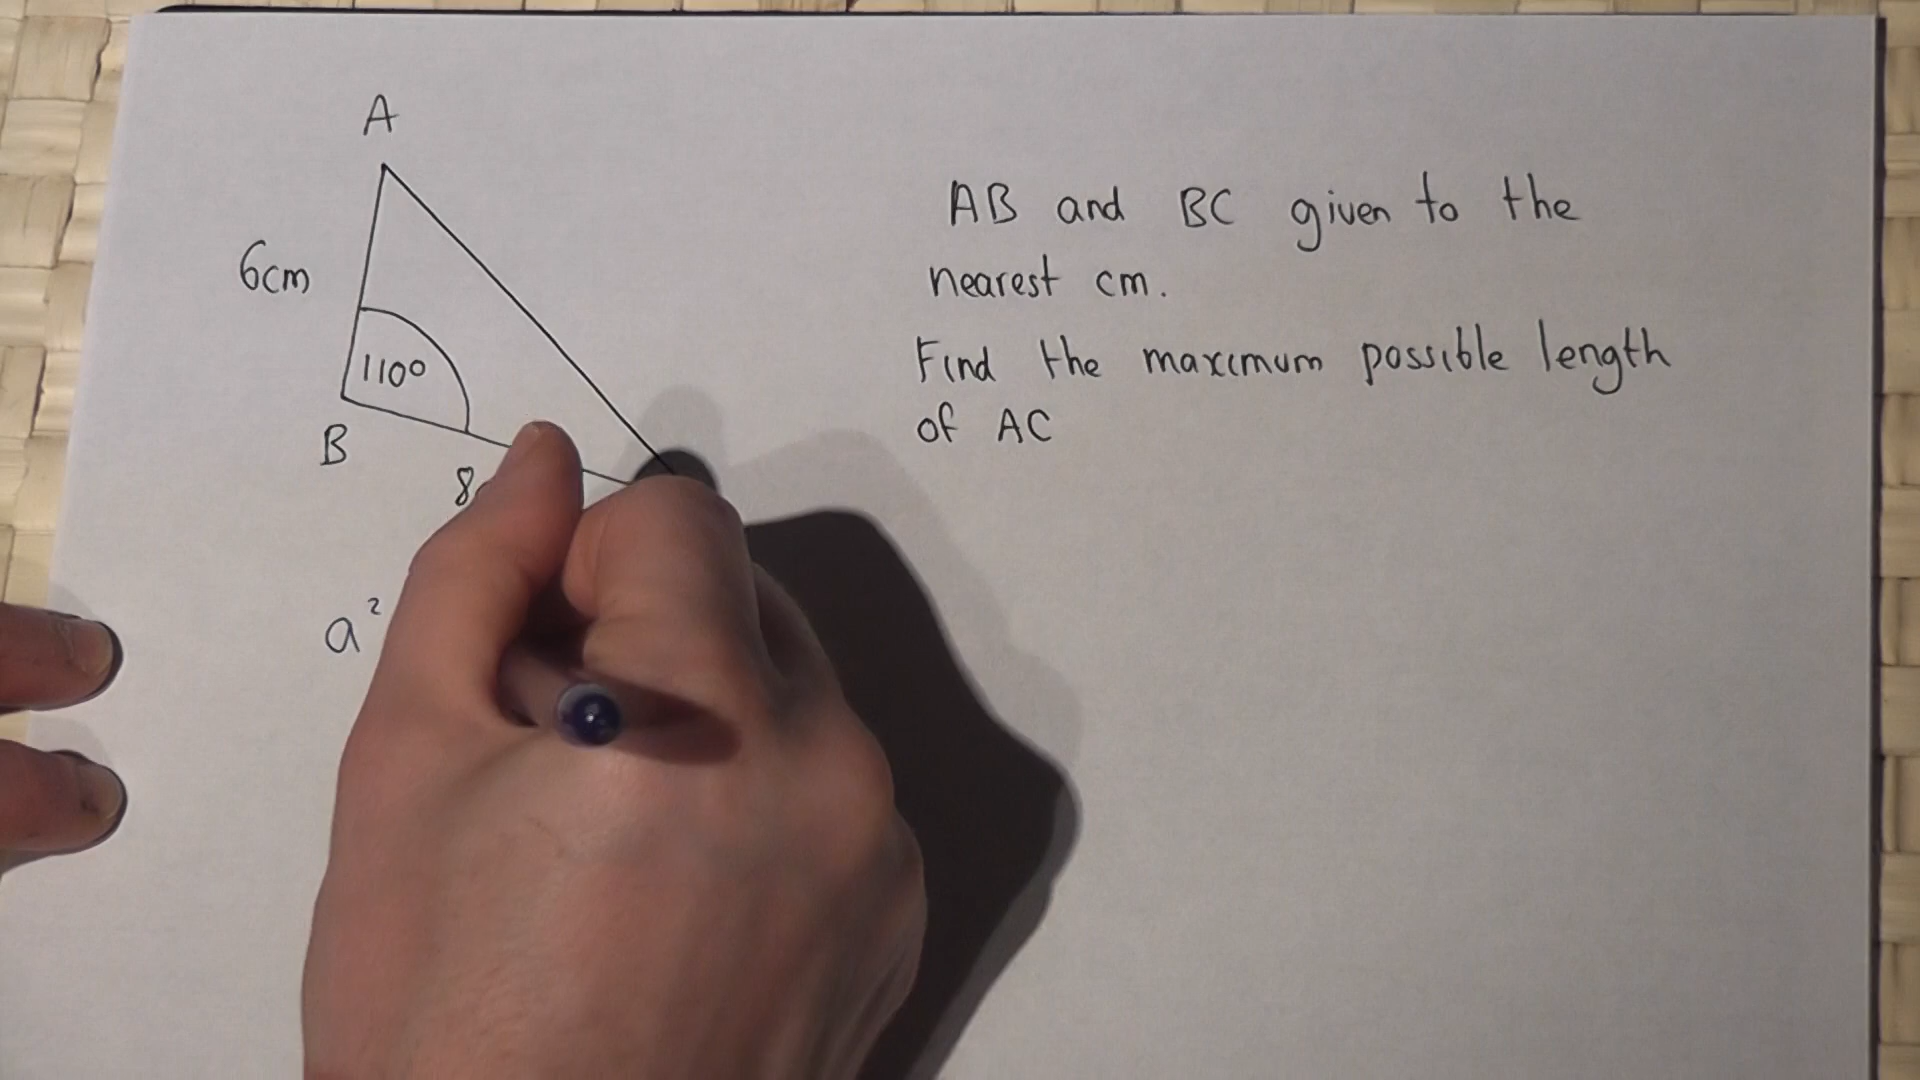 A
6cm
110°
B
8
a²
AB and BC given to the
nearest cm.
Find the maximum possible length
of AC